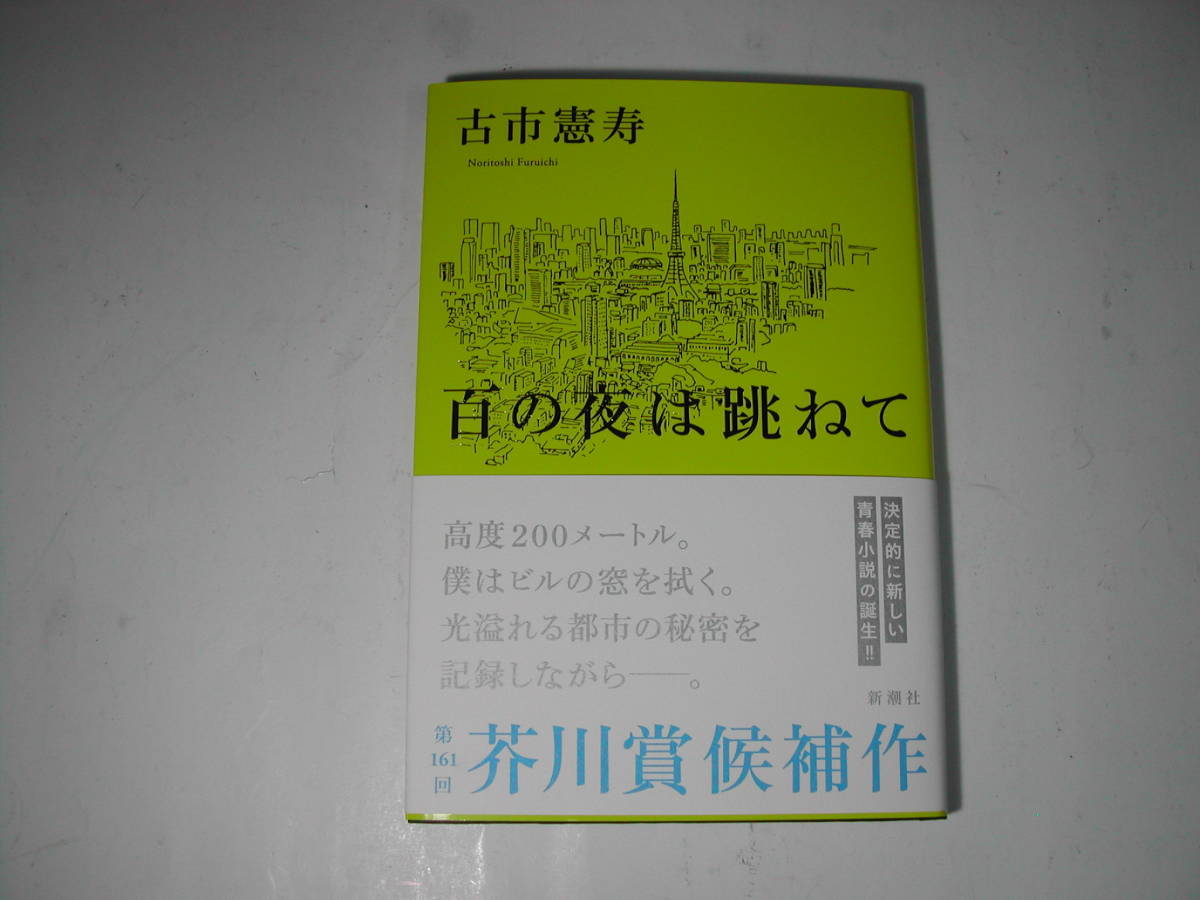 古市憲寿
Noritoshi Furuichi
百の夜は跳ねて
決定的に新しい
青春小説の誕生!!
高度200メートル。
僕はビルの窓を拭く。
光溢れる都市の秘密を
記録しながら——。
新潮社
第
161
回
芥川賞候補作